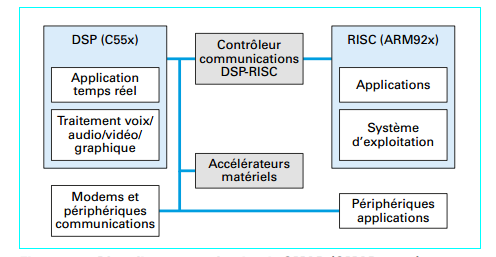 DSP (C55x)
Application
temps réel
Traitement voix/
audio/vidéo/
graphique
Contrôleur
communications
DSP-RISC
RISC (ARM92x)
Applications
Système
d'exploitation
Accélérateurs
matériels
Modems et
périphériques
communications
Périphériques
applications